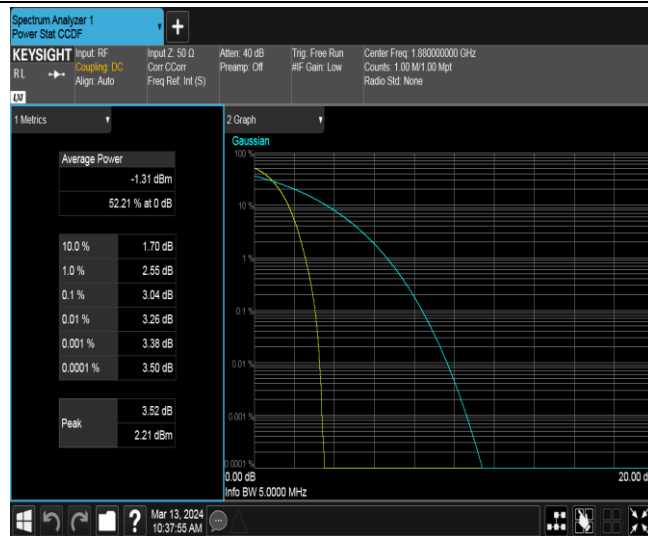 Spectrum Analyzer 1
Power Stat CCDF
KEYSIGHT
RL
LXI
Input: RF
Coupling: DC
Align: Auto
Input Z: 50 Ω
Corr CCorr
Freq Ref: Int (S)
Atten: 40 dB
Preamp: Off
Trig: Free Run
#IF Gain: Low
Center Freq: 1.880000000 GHz
Counts: 1.00 M/1.00 Mpt
Radio Std: None
1 Metrics
Average Power
-1.31 dBm
52.21 % at 0 dB
10.0 % 1.70 dB
1.0 % 2.55 dB
0.1 % 3.04 dB
0.01 % 3.26 dB
0.001 % 3.38 dB
0.0001 % 3.50 dB
Peak
3.52 dB
2.21 dBm
2 Graph
Gaussian
100 %
10 %
1 %
0.1 %
0.01 %
0.001 %
0.0001 %
0.00 dB
20.00 d
Info BW 5.0000 MHz
?
Mar 13, 2024
10:37:55 AM